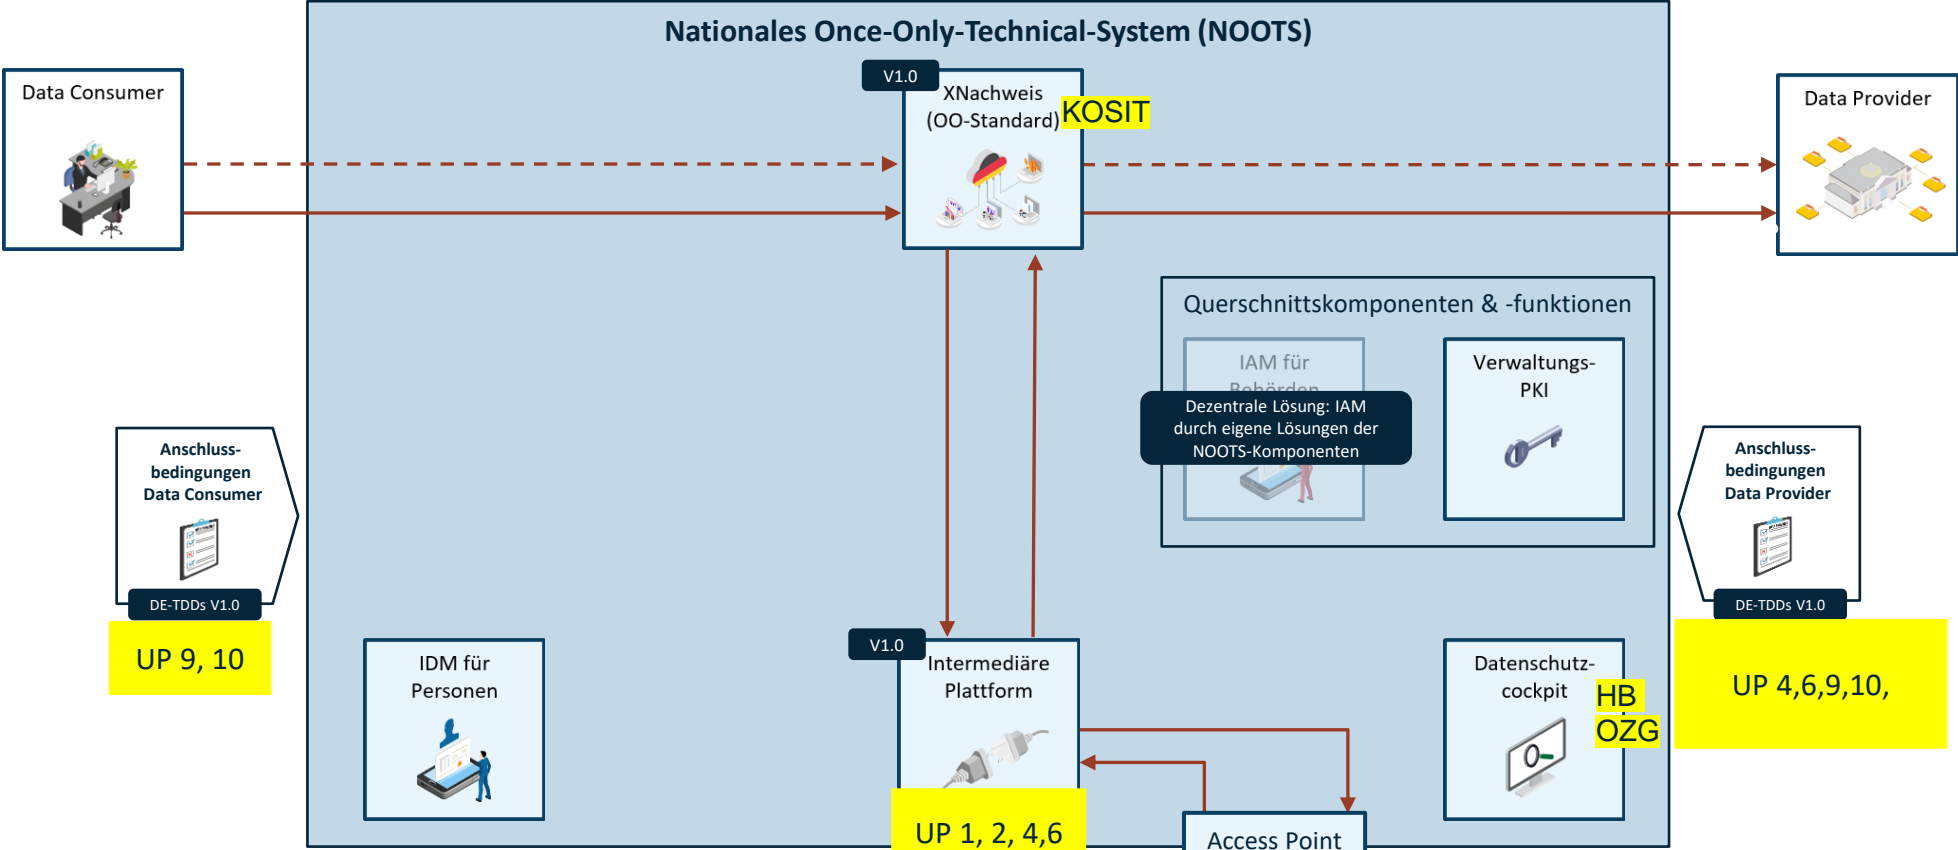 Nationales Once-Only-Technical-System (NOOTS)
Data Consumer
V1.0
XNachweis
(OO-Standard)
KOSIT
Data Provider
Querschnittskomponenten & -funktionen
IAM für
Behörden
Dezentrale Lösung: IAM
durch eigene Lösungen der
NOOTS-Komponenten
Verwaltungs-
PKI
Anschluss-
bedingungen
Data Consumer
DE-TDDs V1.0
UP 9, 10
Anschluss-
bedingungen
Data Provider
DE-TDDs V1.0
UP 4,6,9,10,
IDM für
Personen
V1.0
Intermediäre
Plattform
UP 1, 2, 4,6
Datenschutz-
cockpit
HB
OZG
Access Point